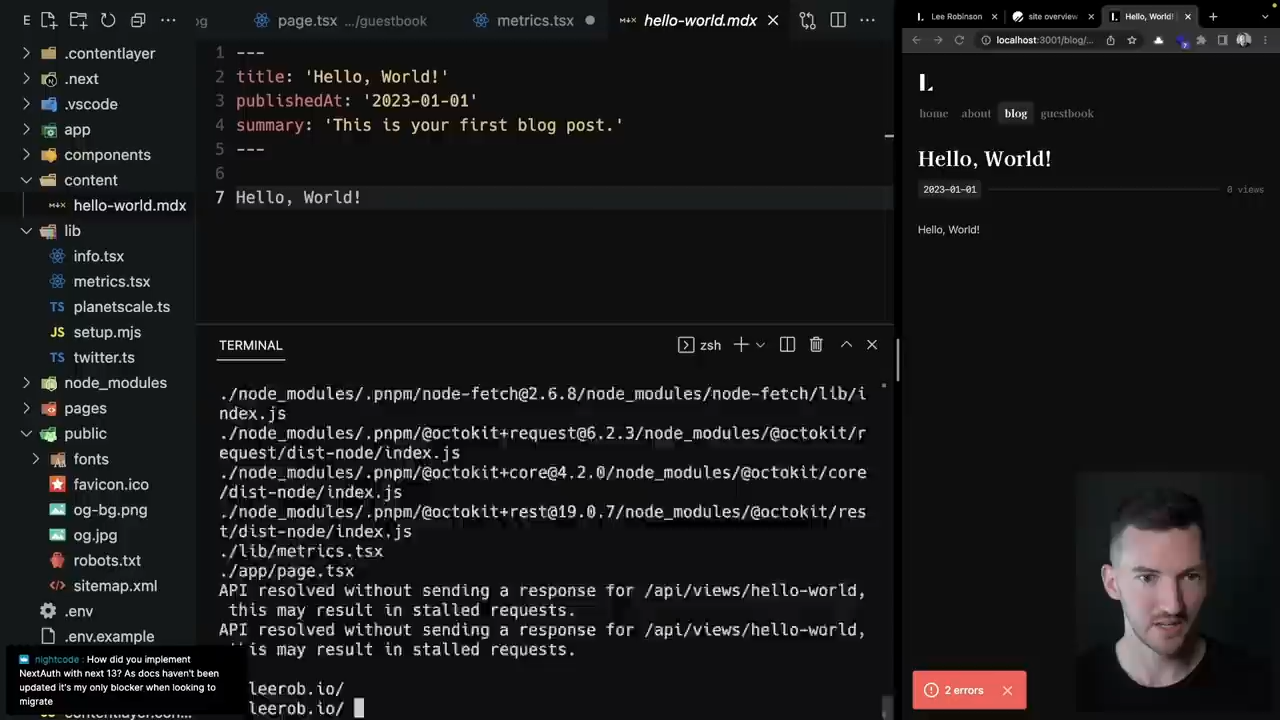 E
og
page.tsx .../guestbook
metrics.tsx
hello-world.mdx
.contentlayer
.next
.vscode
app
components
content
hello-world.mdx
lib
info.tsx
metrics.tsx
TS planetscale.ts
JS setup.mjs
TS twitter.ts
node_modules
pages
public
fonts
favicon.ico
og-bg.png
og.jpg
robots.txt
sitemap.xml
.env
.env.example
contentlayer.con...
1 ---
2 title: 'Hello, World!'
3 publishedAt: '2023-01-01'
4 summary: 'This is your first blog post.'
5 ---
6
7 Hello, World!
TERMINAL
zsh
./node_modules/.pnpm/node-fetch@2.6.8/node_modules/node-fetch/lib/i
ndex.js
./node_modules/.pnpm/@octokit+request@6.2.3/node_modules/@octokit/r
equest/dist-node/index.js
./node_modules/.pnpm/@octokit+core@4.2.0/node_modules/@octokit/core
/dist-node/index.js
./node_modules/.pnpm/@octokit+rest@19.0.7/node_modules/@octokit/res
t/dist-node/index.js
./lib/metrics.tsx
./app/page.tsx
API resolved without sending a response for /api/views/hello-world,
this may result in stalled requests.
API resolved without sending a response for /api/views/hello-world,
this may result in stalled requests.
leerob.io/
leerob.io/
nightcode : How did you implement
NextAuth with next 13? As docs haven't been
updated it's my only blocker when looking to
migrate
Lee Robinson
site overview
Hello, World!
localhost:3001/blog/...
7
home about blog guestbook
Hello, World!
2023-01-01
0 views
Hello, World!
2 errors